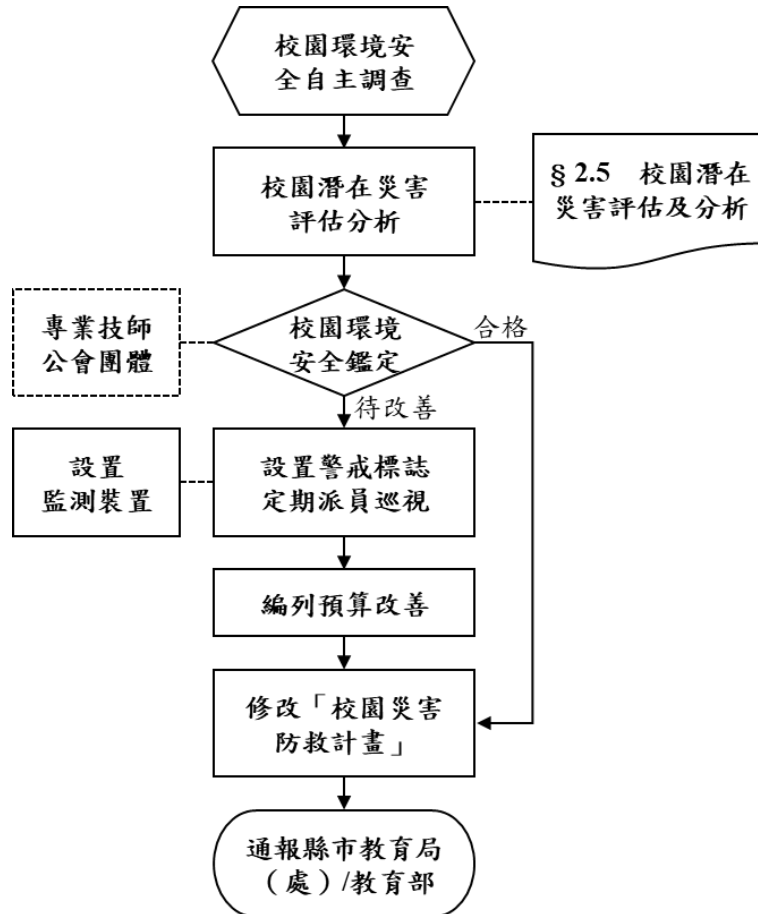 校園環境安
全自主調查
校園潛在災害
評估分析
§ 2.5 校園潛在
災害評估及分析
專業技師
公會團體
校園環境
安全鑑定
合格
待改善
設置
監測裝置
設置警戒標誌
定期派員巡視
編列預算改善
修改「校園災害
防救計畫」
通報縣市教育局
（處）/教育部